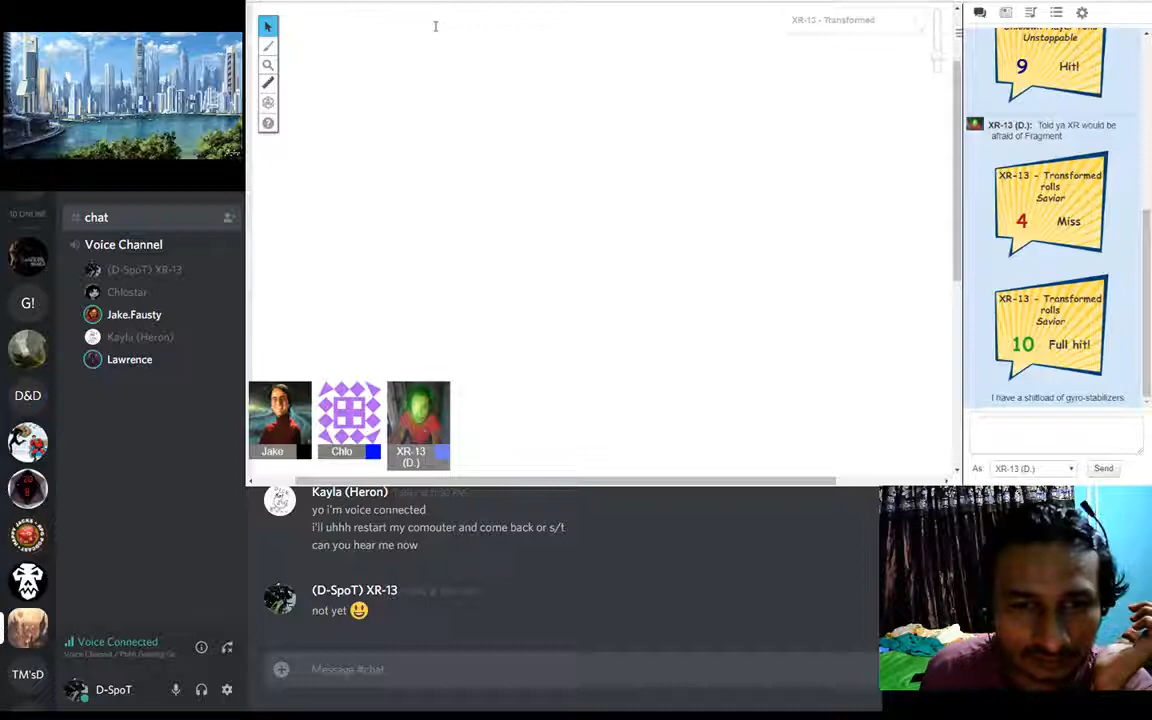 10 ONLINE
G!
D&D
TM'sD
chat
Voice Channel
(D-SpoT) XR-13
Chlostar
Jake.Fausty
Kayla (Heron)
Lawrence
Voice Connected
D-SpoT
XR-13 - Transformed
Jake
Chlo
XR-13
(D.)
Kayla (Heron)
yo i'm voice connected
i'll uhhh restart my comouter and come back or s/t
can you hear me now
(D-SpoT) XR-13
not yet 😃
Message #chat
Unstoppable
9 Hit!
XR-13 (D.): Told ya XR would be
afraid of Fragment
XR-13 - Transformed
rolls
Savior
4 Miss
XR-13 - Transformed
rolls
Savior
10 Full hit!
I have a shitload of gyro-stabilizers
As: XR-13 (D.) Send